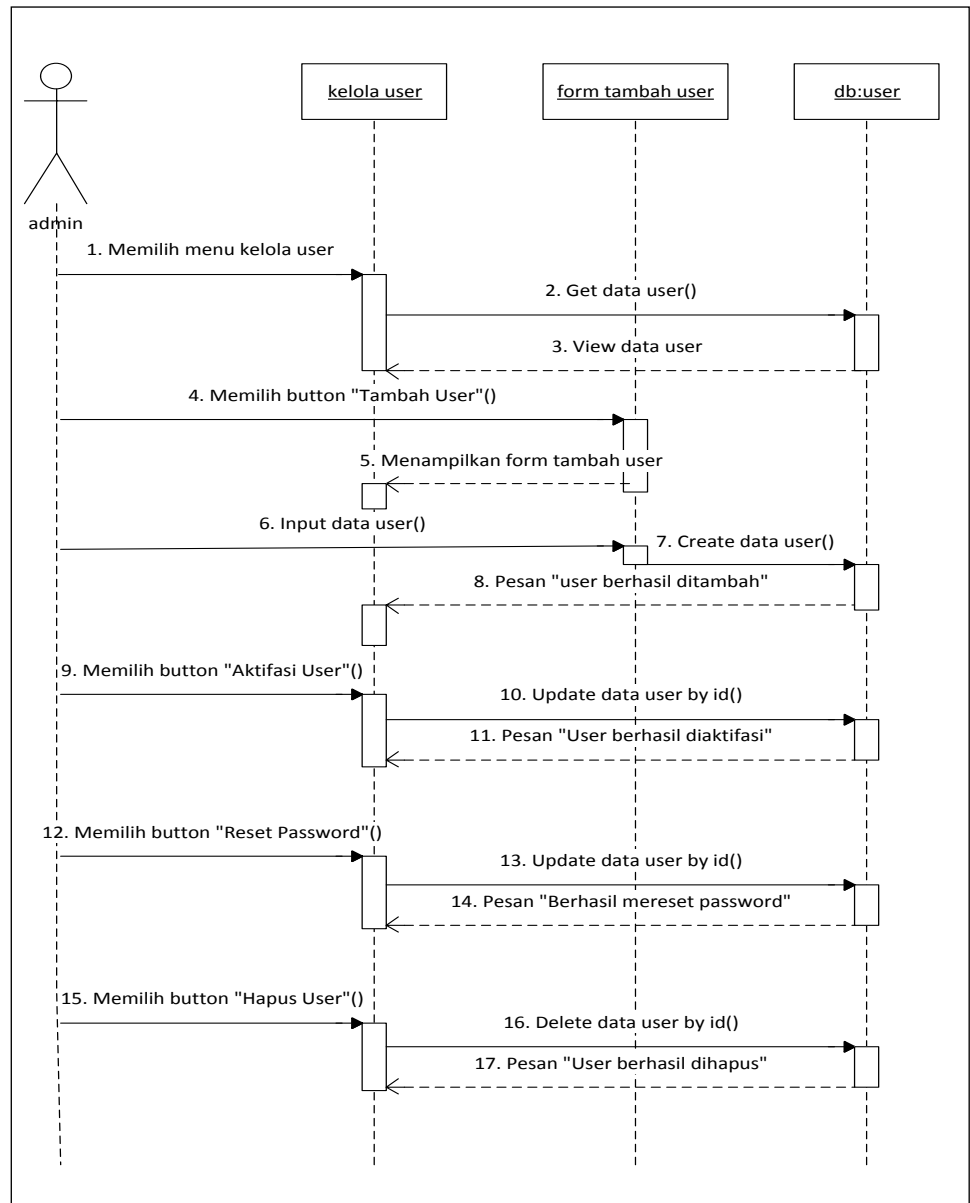 kelola user
form tambah user
db:user
admin
1. Memilih menu kelola user
2. Get data user()
3. View data user
4. Memilih button "Tambah User"()
5. Menampilkan form tambah user
6. Input data user()
7. Create data user()
8. Pesan "user berhasil ditambah"
9. Memilih button "Aktifasi User"()
10. Update data user by id()
11. Pesan "User berhasil diaktifasi"
12. Memilih button "Reset Password"()
13. Update data user by id()
14. Pesan "Berhasil mereset password"
15. Memilih button "Hapus User"()
16. Delete data user by id()
17. Pesan "User berhasil dihapus"